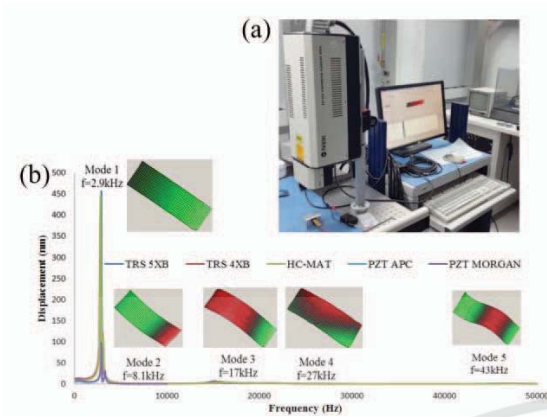 (a)
(b)
Mode 1
f=2.9kHz
500
450
400
350
300
250
200
150
100
50
0
Displacement (nm)
TRS 5XB
TRS 4XB
HC-MAT
PZT APC
PZT MORGAN
Mode 2
f=8.1kHz
Mode 3
f=17kHz
Mode 4
f=27kHz
Mode 5
f=43kHz
0
10000
20000
30000
40000
50000
Frequency (Hz)